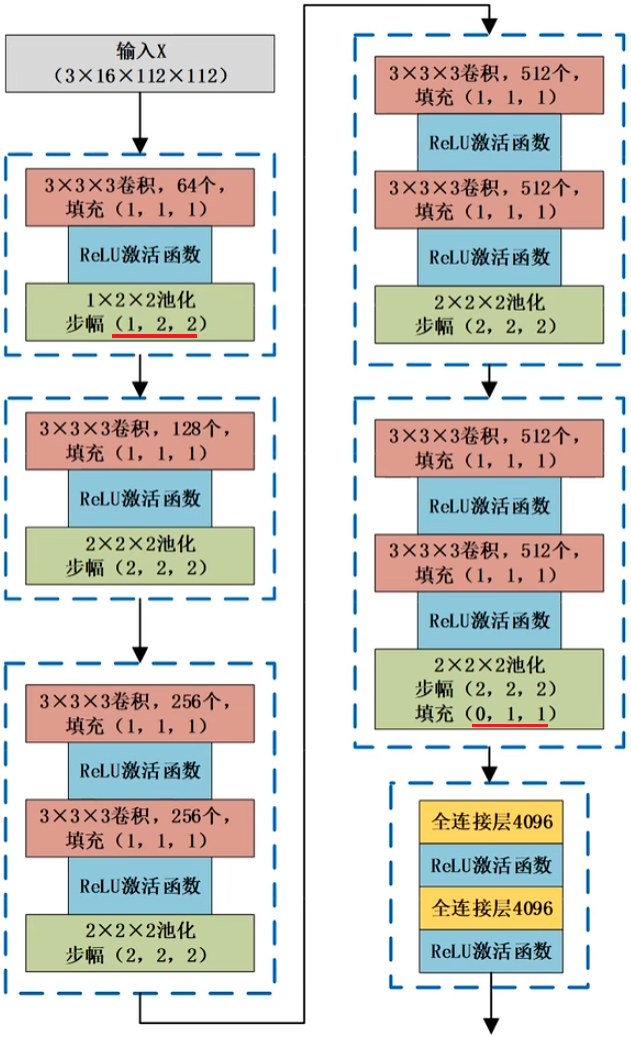 输入X
(3×16×112×112)
3×3×3卷积，64个，
填充（1，1，1）
ReLU激活函数
1×2×2池化
步幅（1，2，2）
3×3×3卷积，128个，
填充（1，1，1）
ReLU激活函数
2×2×2池化
步幅（2，2，2）
3×3×3卷积，256个，
填充（1，1，1）
ReLU激活函数
3×3×3卷积，256个，
填充（1，1，1）
ReLU激活函数
2×2×2池化
步幅（2，2，2）
3×3×3卷积，512个，
填充（1，1，1）
ReLU激活函数
3×3×3卷积，512个，
填充（1，1，1）
ReLU激活函数
2×2×2池化
步幅（2，2，2）
3×3×3卷积，512个，
填充（1，1，1）
ReLU激活函数
3×3×3卷积，512个，
填充（1，1，1）
ReLU激活函数
2×2×2池化
步幅（2，2，2）
填充（0，1，1）
全连接层4096
ReLU激活函数
全连接层4096
ReLU激活函数